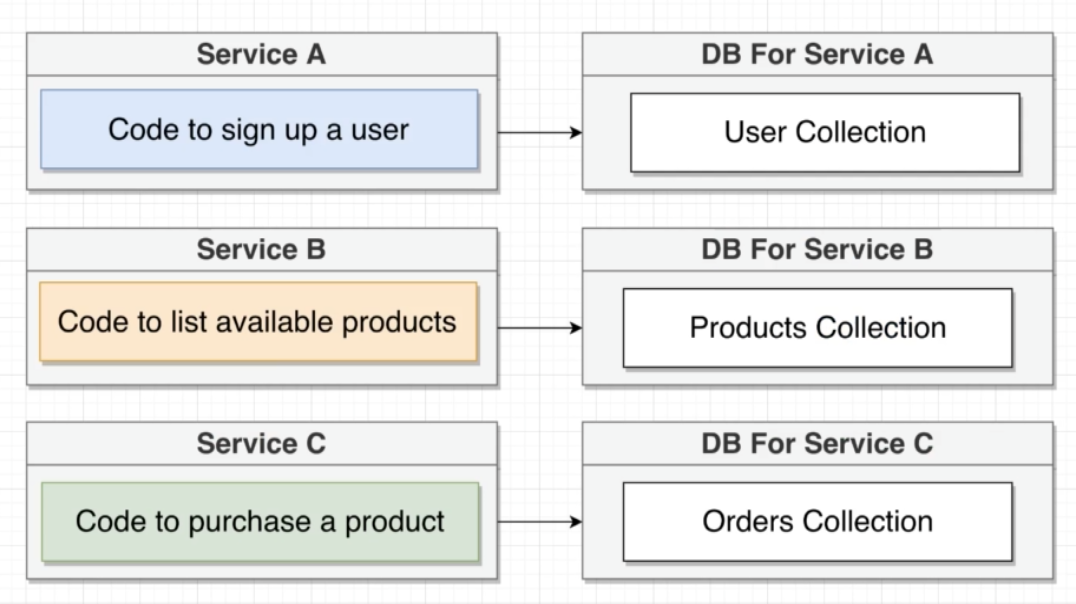 Service A
DB For Service A
Code to sign up a user
User Collection
Service B
DB For Service B
Code to list available products
Products Collection
Service C
DB For Service C
Code to purchase a product
Orders Collection